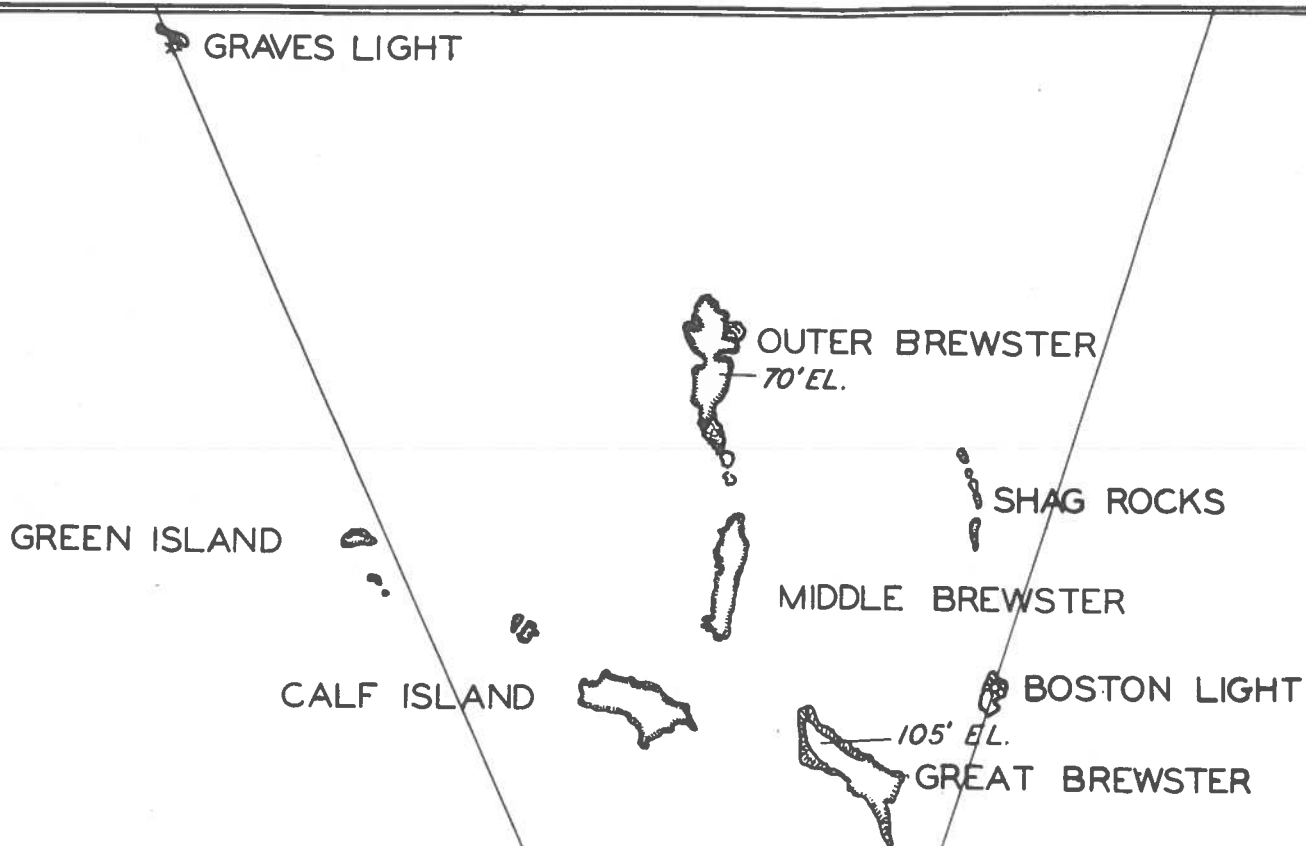 GRAVES LIGHT
OUTER BREWSTER
70' EL.
SHAG ROCKS
GREEN ISLAND
MIDDLE BREWSTER
CALF ISLAND
BOSTON LIGHT
105' EL.
GREAT BREWSTER